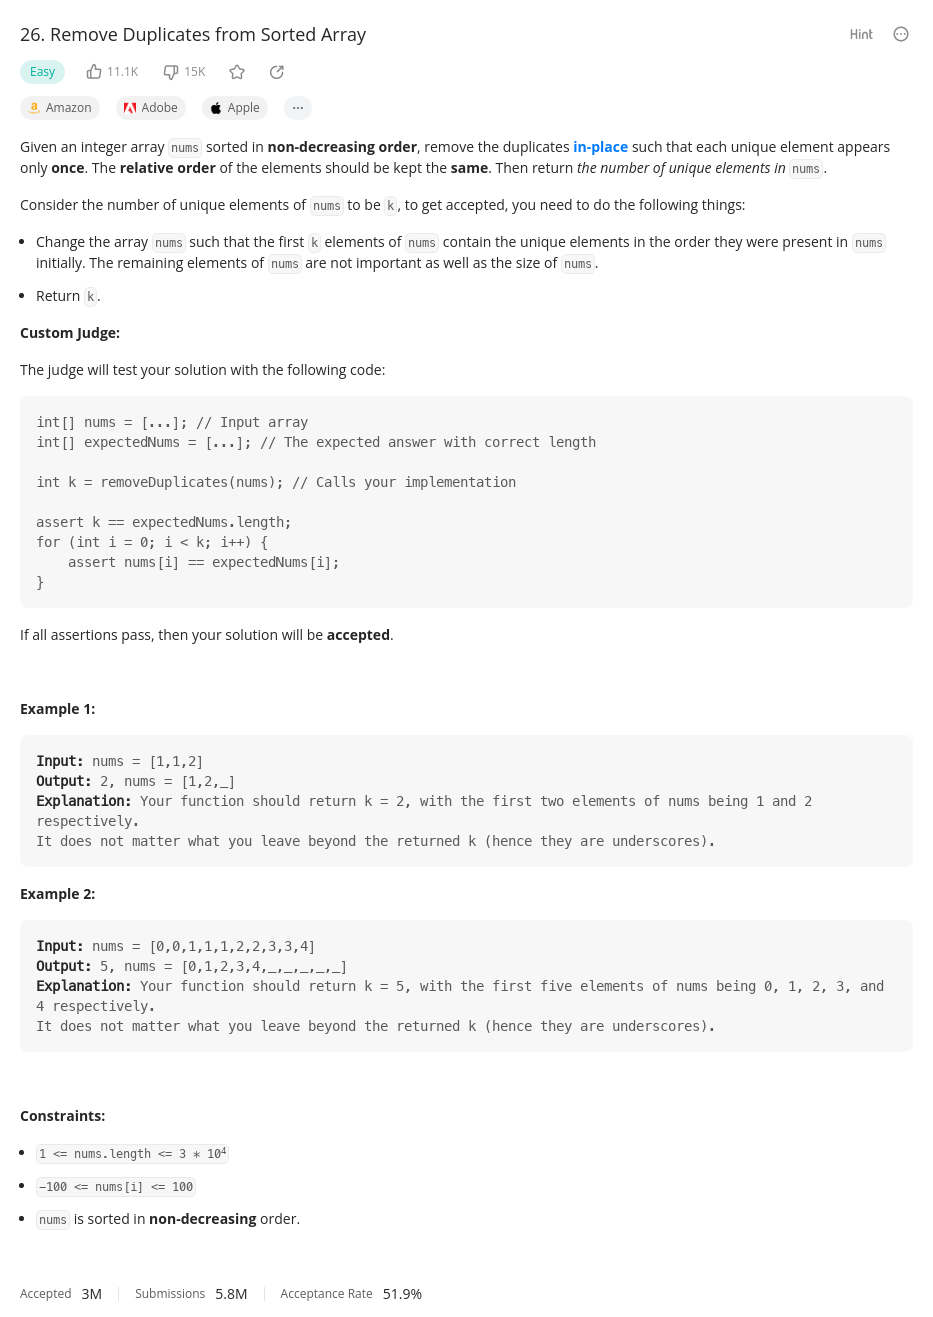 26. Remove Duplicates from Sorted Array
Hint
Easy
11.1K
15K
Amazon
Adobe
Apple
Given an integer array nums sorted in non-decreasing order, remove the duplicates in-place such that each unique element appears
only once. The relative order of the elements should be kept the same. Then return the number of unique elements in nums.
Consider the number of unique elements of nums to be k, to get accepted, you need to do the following things:
• Change the array nums such that the first k elements of nums contain the unique elements in the order they were present in nums
initially. The remaining elements of nums are not important as well as the size of nums.
• Return k.
Custom Judge:
The judge will test your solution with the following code:
int[] nums = [...]; // Input array
int[] expectedNums = [...]; // The expected answer with correct length
int k = removeDuplicates(nums); // Calls your implementation
assert k == expectedNums.length;
for (int i = 0; i < k; i++) {
    assert nums[i] == expectedNums[i];
}
If all assertions pass, then your solution will be accepted.
Example 1:
Input: nums = [1,1,2]
Output: 2, nums = [1,2,_]
Explanation: Your function should return k = 2, with the first two elements of nums being 1 and 2
respectively.
It does not matter what you leave beyond the returned k (hence they are underscores).
Example 2:
Input: nums = [0,0,1,1,1,2,2,3,3,4]
Output: 5, nums = [0,1,2,3,4,_,_,_,_,_]
Explanation: Your function should return k = 5, with the first five elements of nums being 0, 1, 2, 3, and
4 respectively.
It does not matter what you leave beyond the returned k (hence they are underscores).
Constraints:
• 1 <= nums.length <= 3 * 10⁴
• -100 <= nums[i] <= 100
• nums is sorted in non-decreasing order.
Accepted 3M Submissions 5.8M Acceptance Rate 51.9%